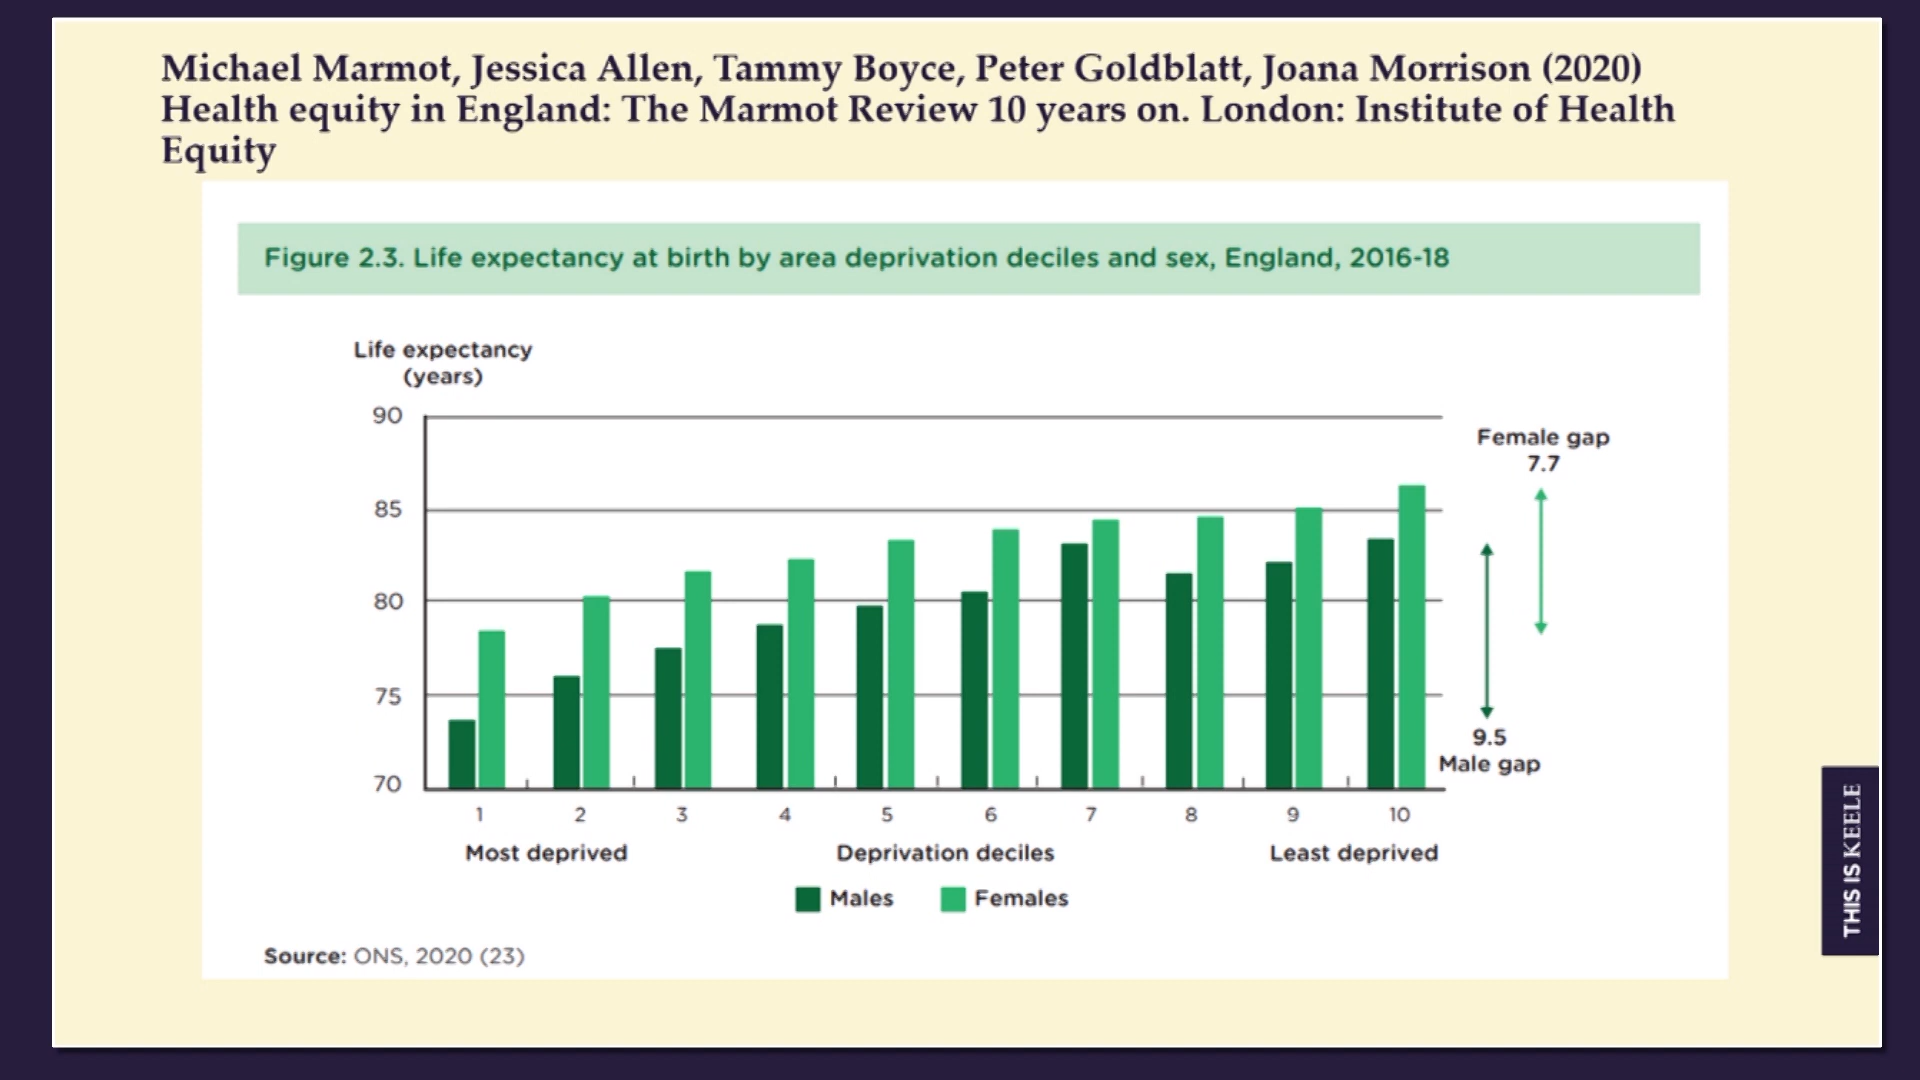 Michael Marmot, Jessica Allen, Tammy Boyce, Peter Goldblatt, Joana Morrison (2020)
Health equity in England: The Marmot Review 10 years on. London: Institute of Health
Equity
Figure 2.3. Life expectancy at birth by area deprivation deciles and sex, England, 2016-18
Life expectancy
(years)
90
85
80
75
70
Female gap
7.7
9.5
Male gap
1 2 3 4 5 6 7 8 9 10
Most deprived Deprivation deciles Least deprived
Males Females
Source: ONS, 2020 (23)
THIS IS KEELE